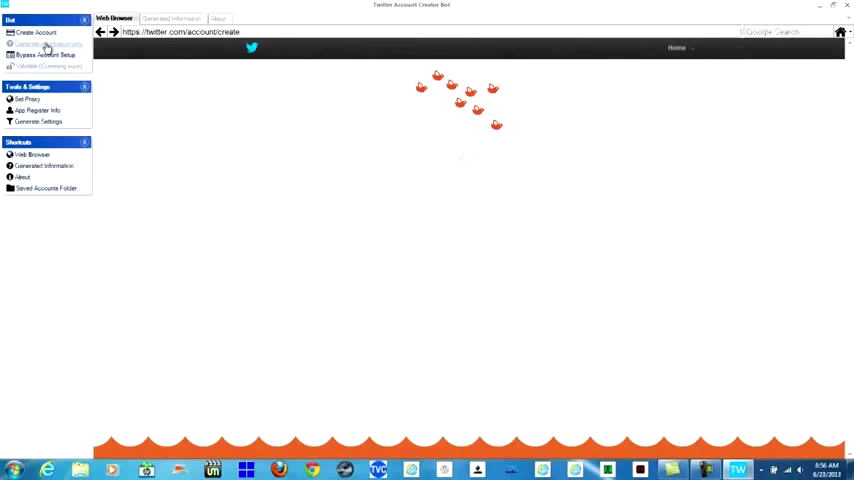 Twitter Account Creator Bot
Bot
Create Account
Bypass Account Setup
Validate (Comming soon)
Tools & Settings
Set Proxy
App Register Info
Generate Settings
Shortcuts
Web Browser
Generated Information
About
Saved Accounts Folder
Web Browser
Generated Information
About
https://twitter.com/account/create
Google Search
Home
TVC
TW
8:56 AM
6/23/2013